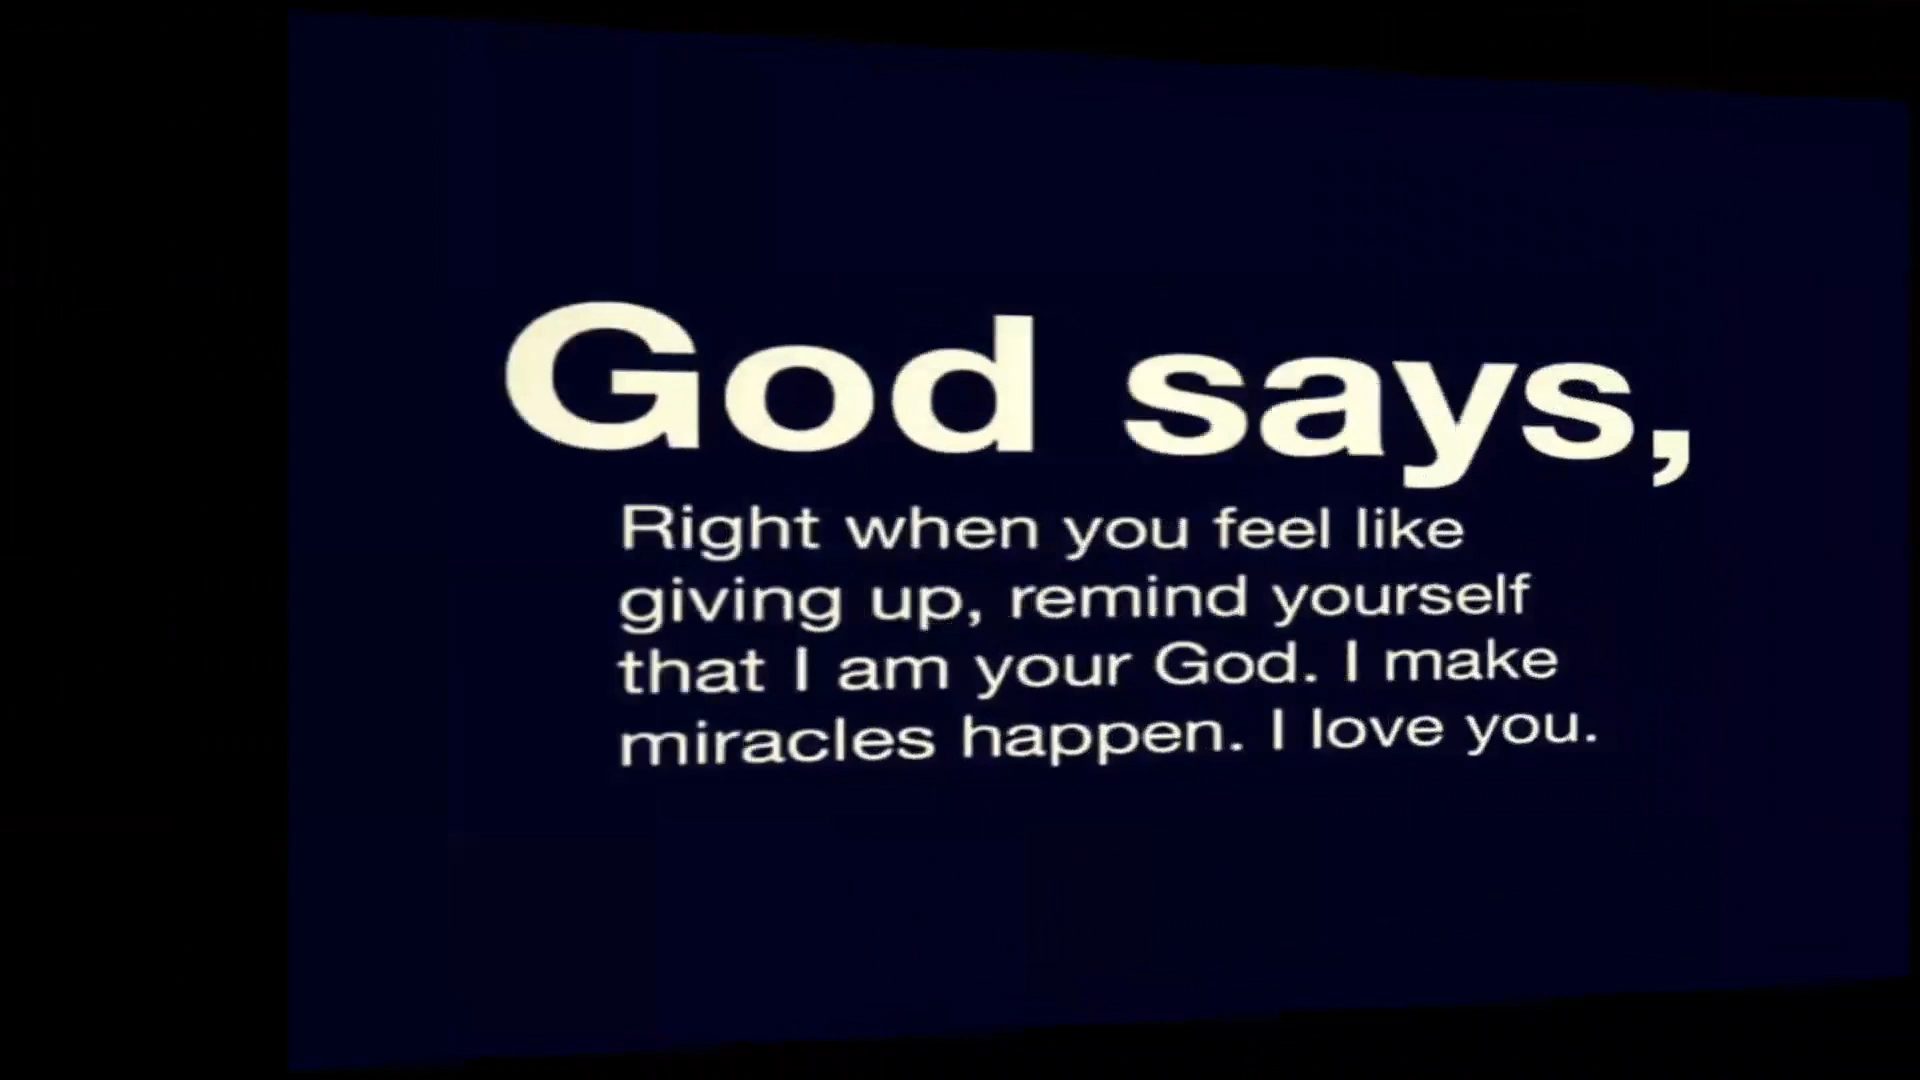 God says,
Right when you feel like
giving up, remind yourself
that I am your God. I make
miracles happen. I love you.